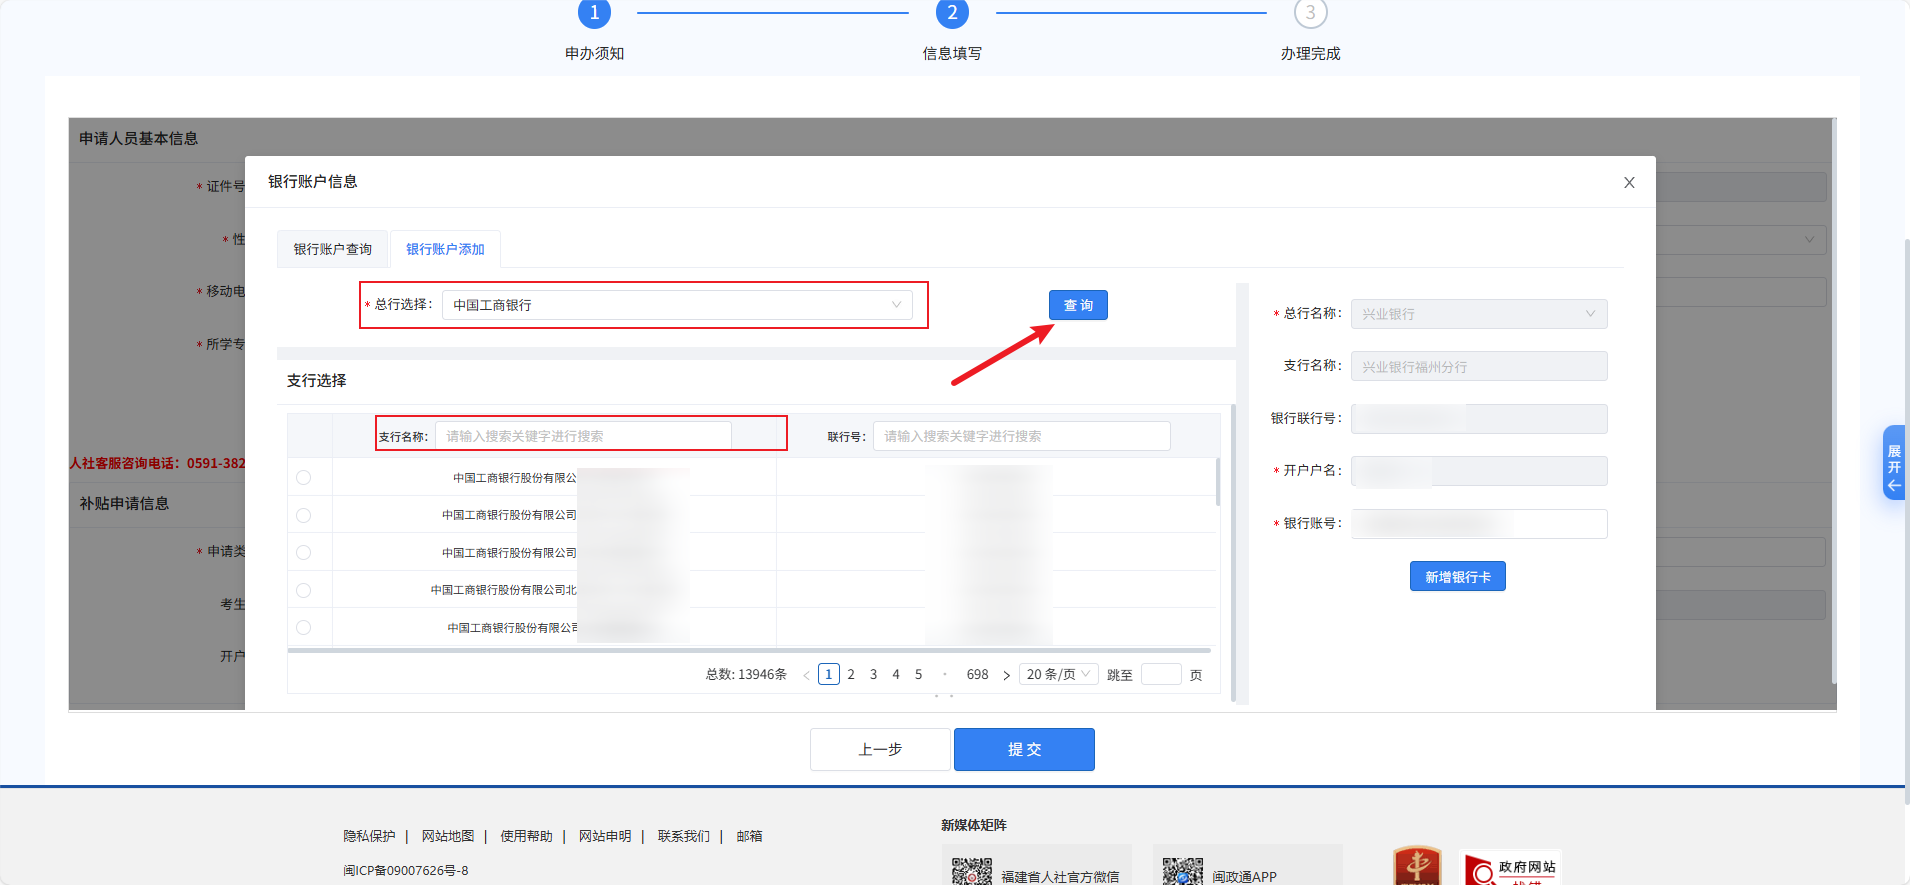 1
2
3
申办须知
信息填写
办理完成
申请人员基本信息
* 证件号
* 性
* 移动电
* 所学专
人社客服咨询电话：0591-382
补贴申请信息
* 申请类
考生
开户
银行账户信息
银行账户查询
银行账户添加
* 总行选择：
中国工商银行
查 询
支行选择
支行名称：
请输入搜索关键字进行搜索
联行号：
请输入搜索关键字进行搜索
中国工商银行股份有限公
中国工商银行股份有限公司
中国工商银行股份有限公司
中国工商银行股份有限公司北
中国工商银行股份有限公司
总数: 13946条 < 1 2 3 4 5 ••• 698 > 20 条/页 跳至 页
* 总行名称：
兴业银行
支行名称：
兴业银行福州分行
银行联行号：
* 开户户名：
* 银行账号：
新增银行卡
展开
上一步
提 交
隐私保护 | 网站地图 | 使用帮助 | 网站申明 | 联系我们 | 邮箱
闽ICP备09007626号-8
新媒体矩阵
福建省人社官方微信
闽政通APP
政府网站